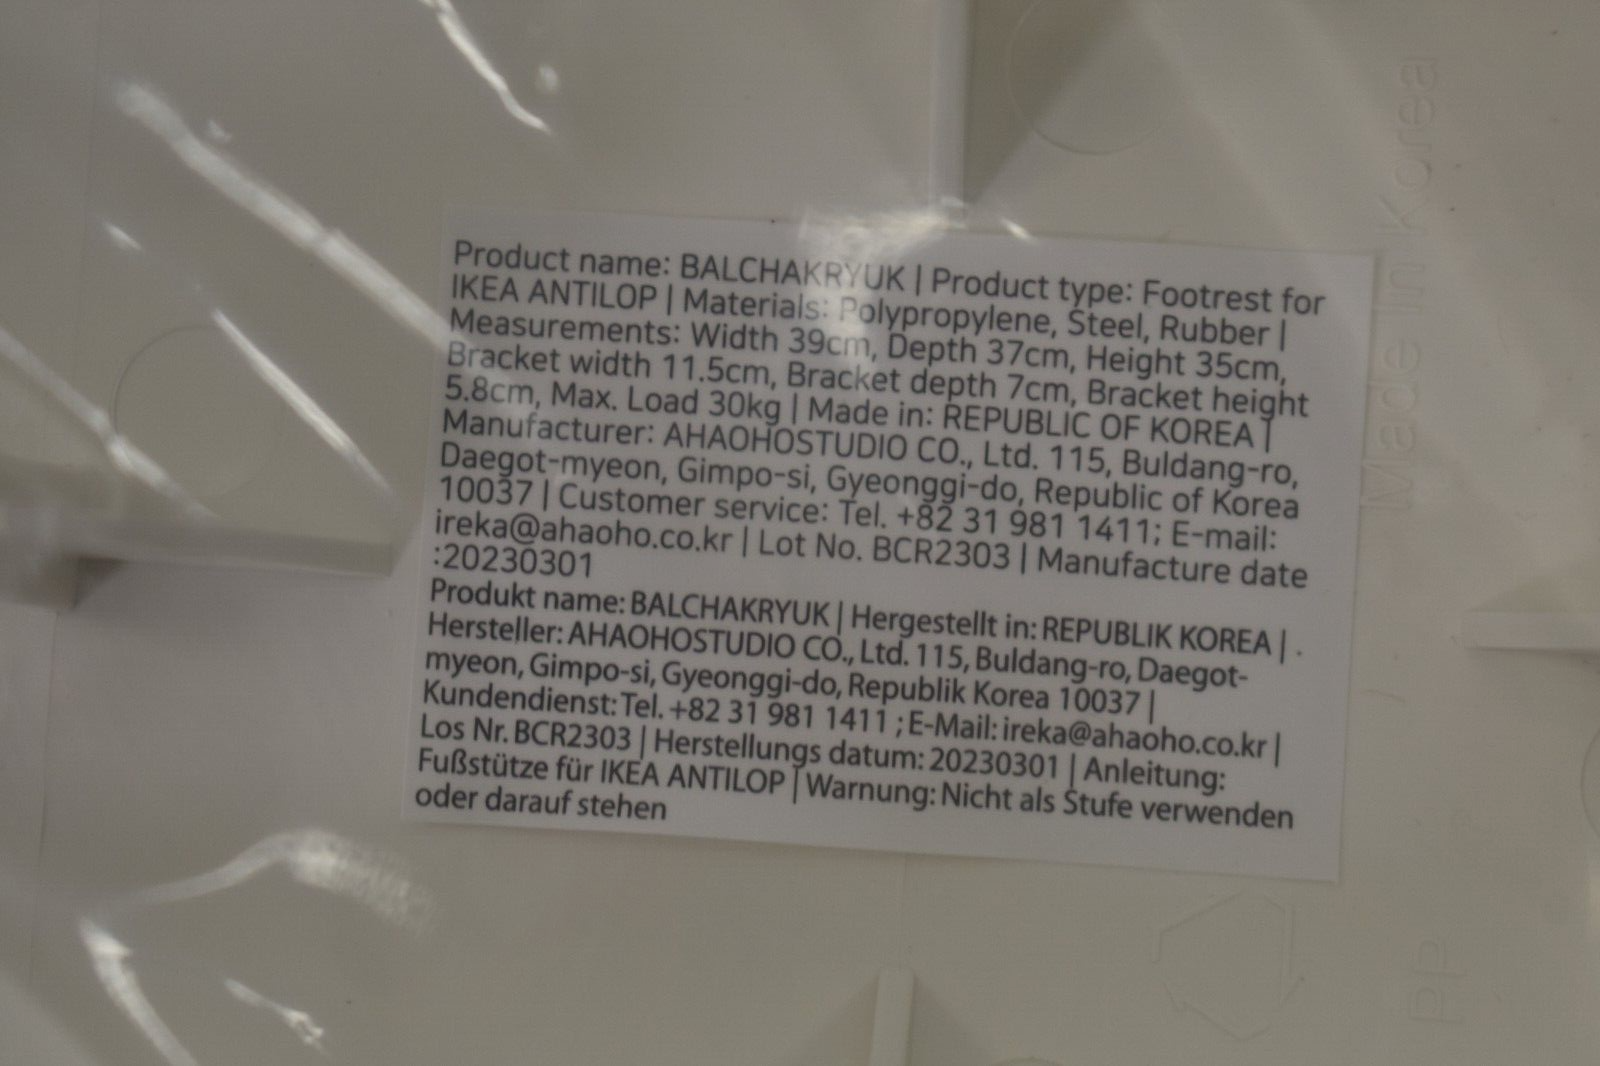 Product name: BALCHAKRYUK | Product type: Footrest for
IKEA ANTILOP | Materials: Polypropylene, Steel, Rubber |
Measurements: Width 39cm, Depth 37cm, Height 35cm,
Bracket width 11.5cm, Bracket depth 7cm, Bracket height
5.8cm, Max. Load 30kg | Made in: REPUBLIC OF KOREA |
Manufacturer: AHAOHOSTUDIO CO., Ltd. 115, Buldang-ro,
Daegot-myeon, Gimpo-si, Gyeonggi-do, Republic of Korea
10037 | Customer service: Tel. +82 31 981 1411; E-mail:
ireka@ahaoho.co.kr | Lot No. BCR2303 | Manufacture date
:20230301
Produkt name: BALCHAKRYUK | Hergestellt in: REPUBLIK KOREA | .
Hersteller: AHAOHOSTUDIO CO., Ltd. 115, Buldang-ro, Daegot-
myeon, Gimpo-si, Gyeonggi-do, Republik Korea 10037 |
Kundendienst: Tel. +82 31 981 1411 ; E-Mail: ireka@ahaoho.co.kr |
Los Nr. BCR2303 | Herstellungs datum: 20230301 | Anleitung:
Fußstütze für IKEA ANTILOP | Warnung: Nicht als Stufe verwenden
oder darauf stehen
Made In Korea
PP